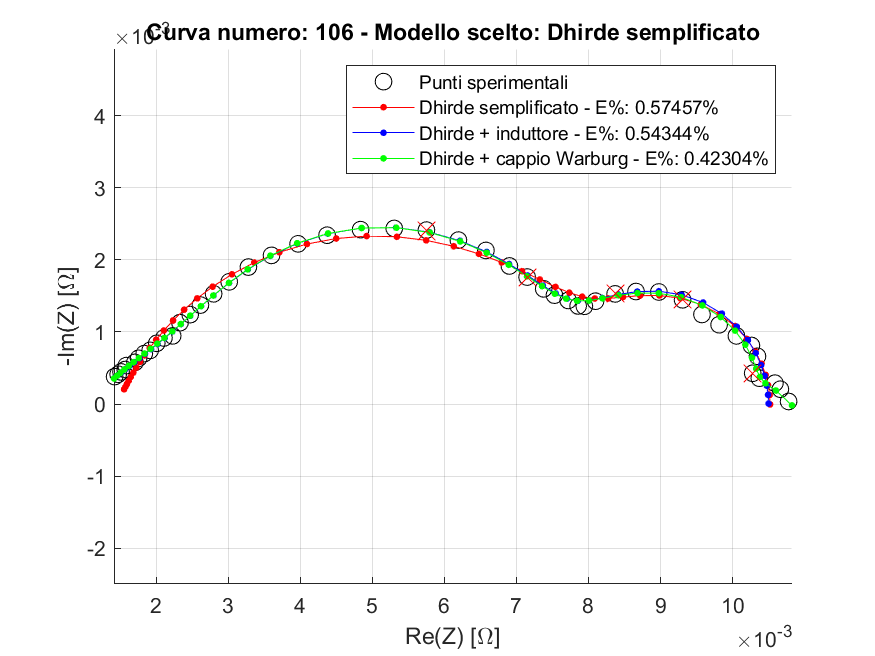 Curva numero: 106 - Modello scelto: Dhirde semplificato
×10-3
Punti sperimentali
Dhirde semplificato - E%: 0.57457%
Dhirde + induttore - E%: 0.54344%
Dhirde + cappio Warburg - E%: 0.42304%
4
3
2
1
0
-1
-2
-Im(Z) [Ω]
2 3 4 5 6 7 8 9 10
Re(Z) [Ω]
×10-3